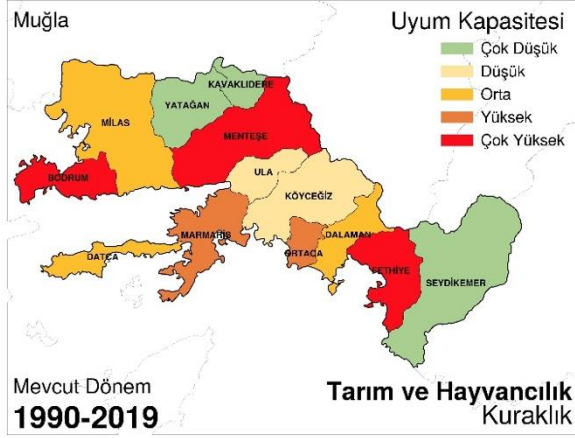 Muğla
Uyum Kapasitesi
Çok Düşük
Düşük
Orta
Yüksek
Çok Yüksek
KAVAKLIDERE
YATAĞAN
MİLAS
MENTEŞE
BODRUM
ULA
KÖYCEĞİZ
MARMARİS
DALAMAN
ORTACA
DATÇA
FETHİYE
SEYDİKEMER
Mevcut Dönem
1990-2019
Tarım ve Hayvancılık
Kuraklık